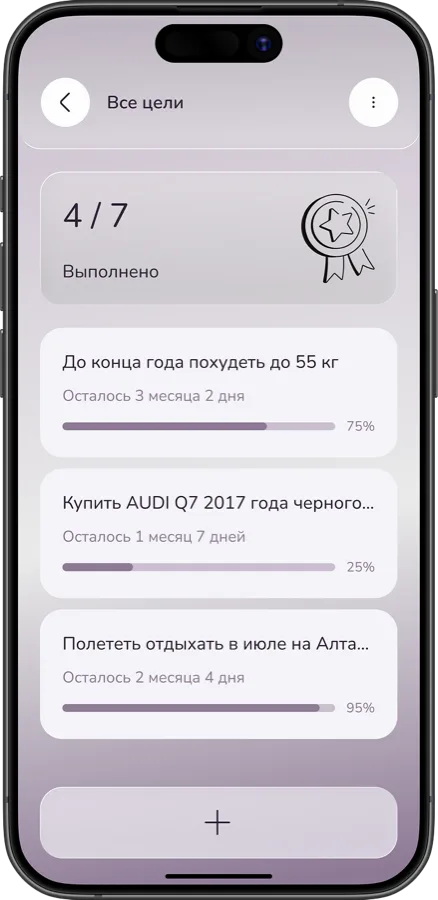 Все цели
4 / 7
Выполнено
До конца года похудеть до 55 кг
Осталось 3 месяца 2 дня
75%
Купить AUDI Q7 2017 года черного...
Осталось 1 месяц 7 дней
25%
Полететь отдыхать в июле на Алта...
Осталось 2 месяца 4 дня
95%